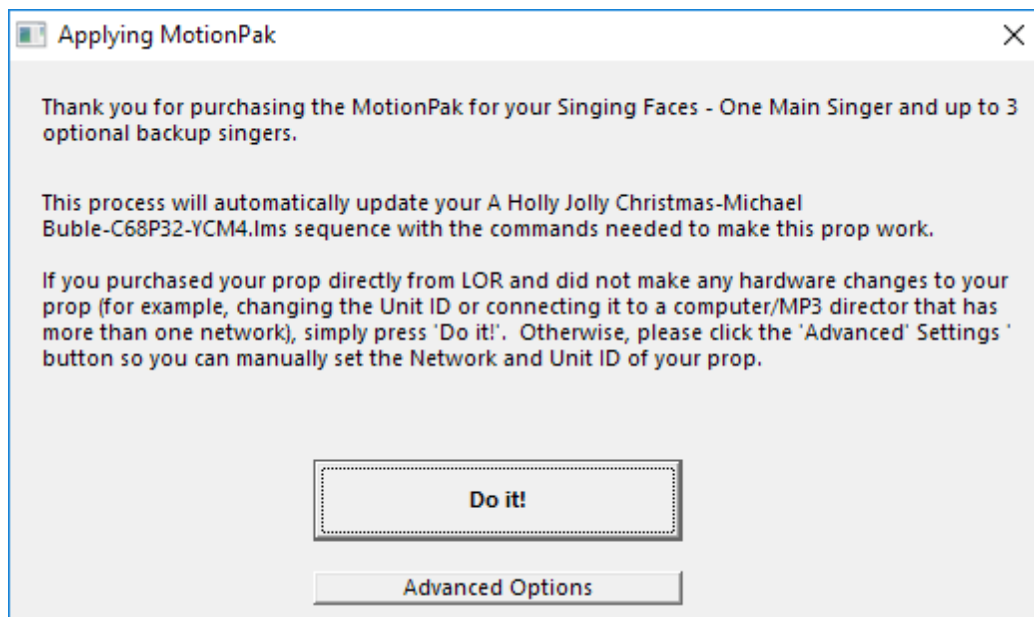 Applying MotionPak
Thank you for purchasing the MotionPak for your Singing Faces - One Main Singer and up to 3
optional backup singers.
This process will automatically update your A Holly Jolly Christmas-Michael
Buble-C68P32-YCM4.lms sequence with the commands needed to make this prop work.
If you purchased your prop directly from LOR and did not make any hardware changes to your
prop (for example, changing the Unit ID or connecting it to a computer/MP3 director that has
more than one network), simply press 'Do it!'.  Otherwise, please click the 'Advanced' Settings '
button so you can manually set the Network and Unit ID of your prop.
Do it!
Advanced Options